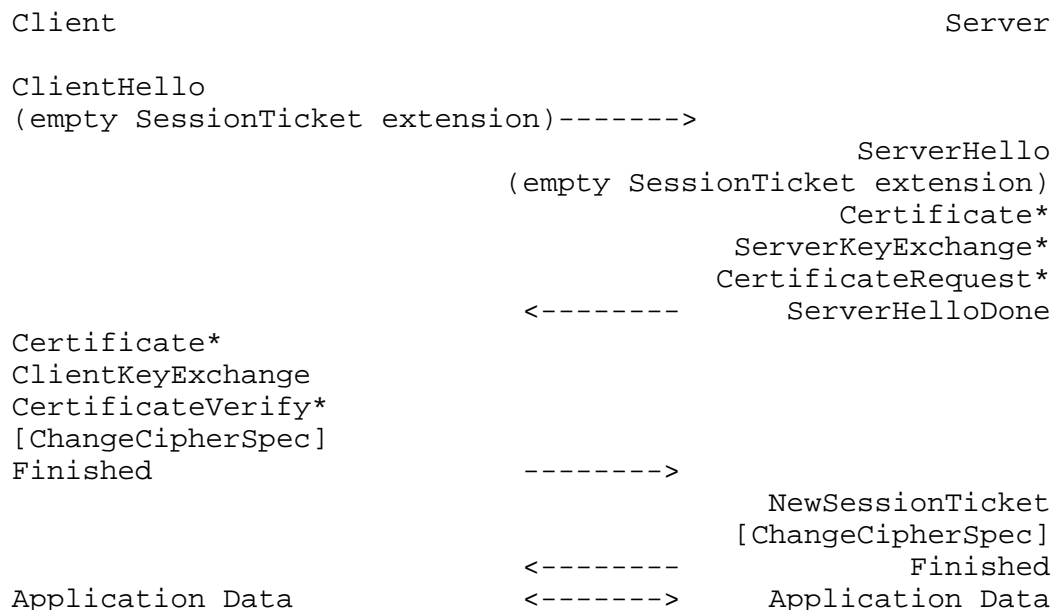 Client                                               Server

ClientHello
(empty SessionTicket extension)------->
                                                ServerHello
                            (empty SessionTicket extension)
                                               Certificate*
                                         ServerKeyExchange*
                                        CertificateRequest*
                             <--------      ServerHelloDone
Certificate*
ClientKeyExchange
CertificateVerify*
[ChangeCipherSpec]
Finished                     -------->
                                           NewSessionTicket
                                         [ChangeCipherSpec]
                             <--------             Finished
Application Data             <------->     Application Data